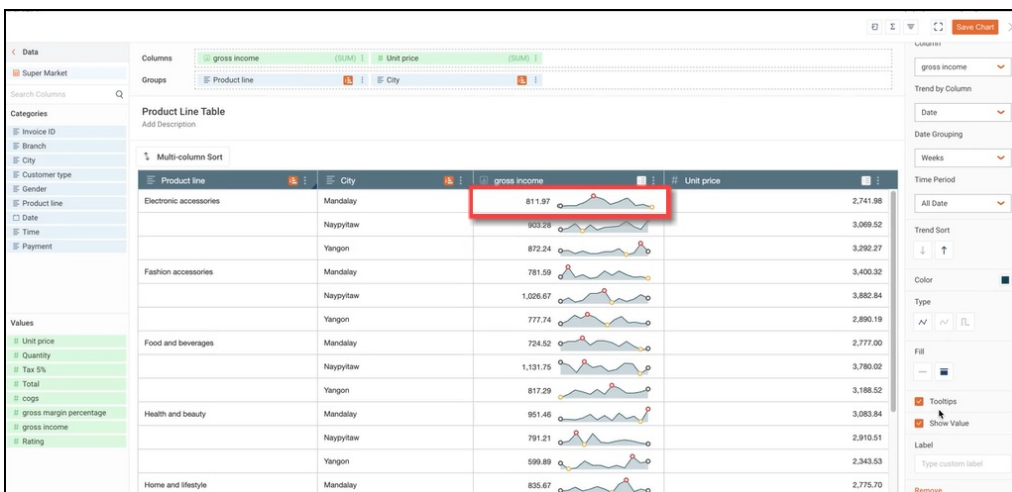 Save Chart
Data
Super Market
Search Columns
Categories
Invoice ID
Branch
City
Customer type
Gender
Product line
Date
Time
Payment
Values
# Unit price
# Quantity
# Tax 5%
# Total
# cogs
# gross margin percentage
# gross income
# Rating
Columns gross income (SUM) # Unit price (SUM)
Groups Product line City
Product Line Table
Add Description
Multi-column Sort
Product line City gross income # Unit price
Electronic accessories Mandalay 811.97 2,741.98
Naypyitaw 903.28 3,069.52
Yangon 872.24 3,292.27
Fashion accessories Mandalay 781.59 3,400.32
Naypyitaw 1,026.67 3,882.84
Yangon 777.74 2,890.19
Food and beverages Mandalay 724.52 2,777.00
Naypyitaw 1,131.75 3,780.02
Yangon 817.29 3,188.52
Health and beauty Mandalay 951.46 3,083.84
Naypyitaw 791.21 2,910.51
Yangon 599.89 2,343.53
Home and lifestyle Mandalay 835.67 2,775.70
Column
gross income
Trend by Column
Date
Date Grouping
Weeks
Time Period
All Date
Trend Sort
Color
Type
Fill
Tooltips
Show Value
Label
Type custom label
Remove